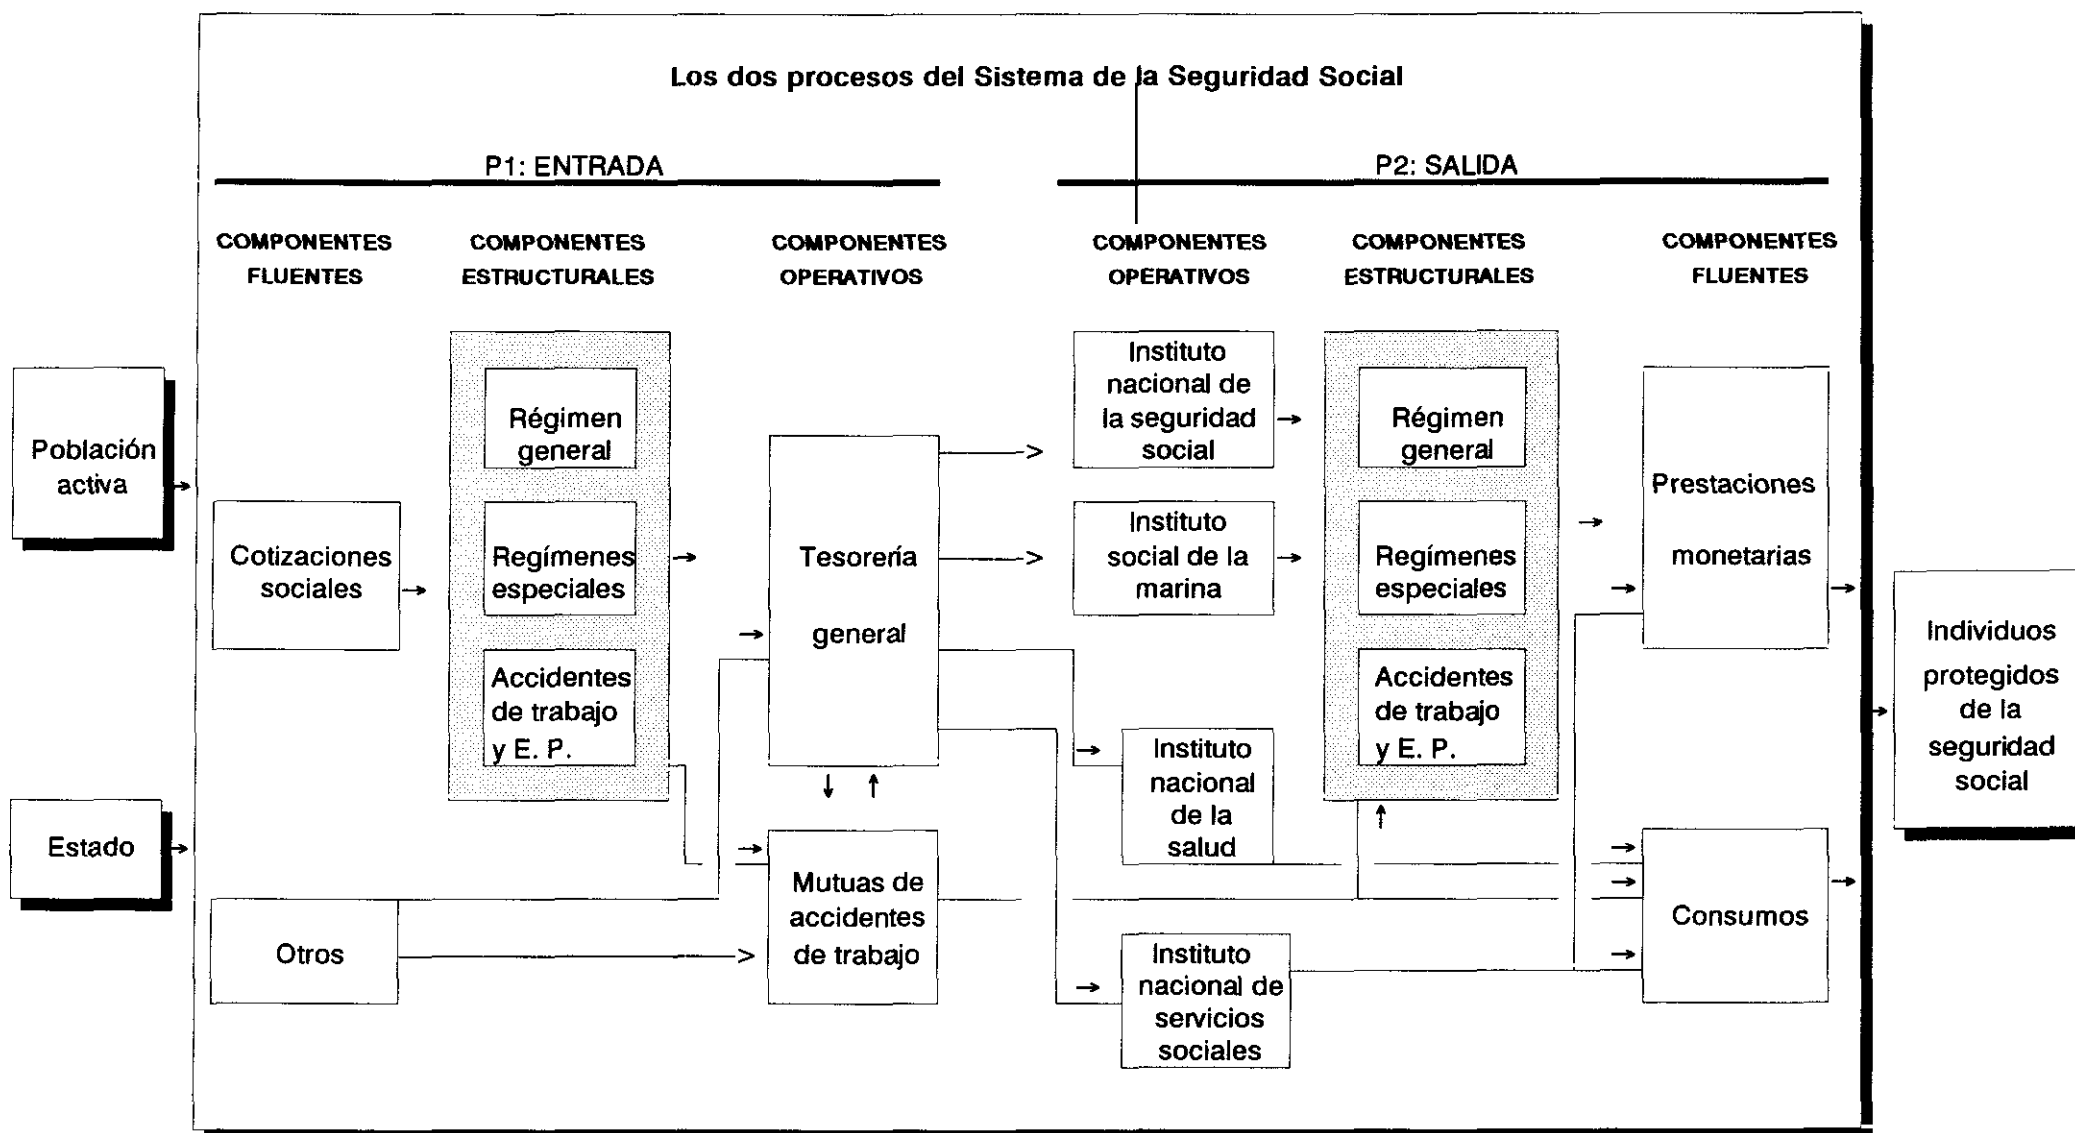 Los dos procesos del Sistema de la Seguridad Social
P1: ENTRADA
P2: SALIDA
COMPONENTES
FLUENTES
COMPONENTES
ESTRUCTURALES
COMPONENTES
OPERATIVOS
COMPONENTES
OPERATIVOS
COMPONENTES
ESTRUCTURALES
COMPONENTES
FLUENTES
Población
activa
Estado
Cotizaciones
sociales
Otros
Régimen
general
Regímenes
especiales
Accidentes
de trabajo
y E. P.
Tesorería
general
Mutuas de
accidentes
de trabajo
Instituto
nacional de
la seguridad
social
Instituto
social de la
marina
Instituto
nacional
de la
salud
Instituto
nacional de
servicios
sociales
Régimen
general
Regímenes
especiales
Accidentes
de trabajo
y E. P.
Prestaciones
monetarias
Consumos
Individuos
protegidos
de la
seguridad
social